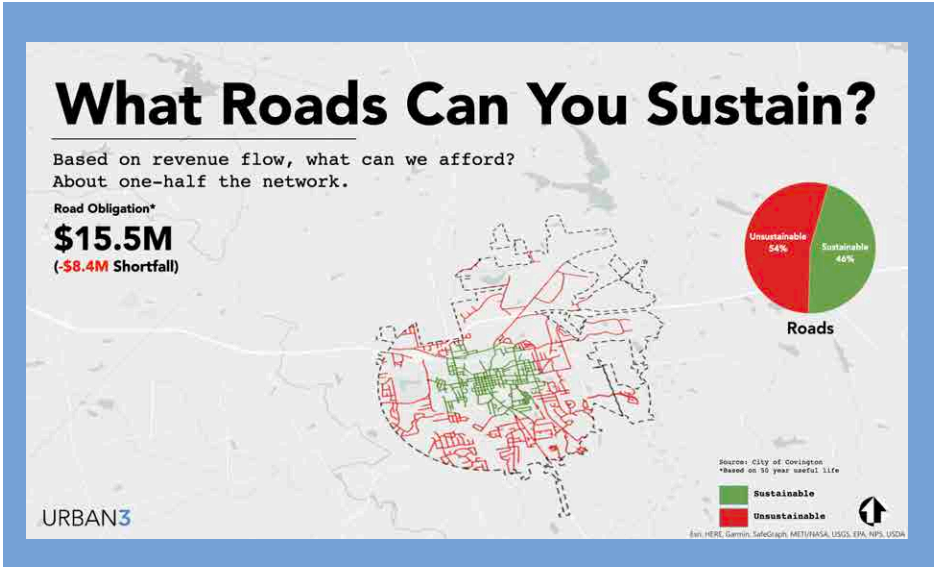 What Roads Can You Sustain?
Based on revenue flow, what can we afford?
About one-half the network.
Road Obligation*
$15.5M
(-$8.4M Shortfall)
Unsustainable
54%
Sustainable
46%
Roads
Source: City of Covington
*Based on 50 year useful life
Sustainable
Unsustainable
URBAN3
Esri, HERE, Garmin, SafeGraph, METI/NASA, USGS, EPA, NPS, USDA